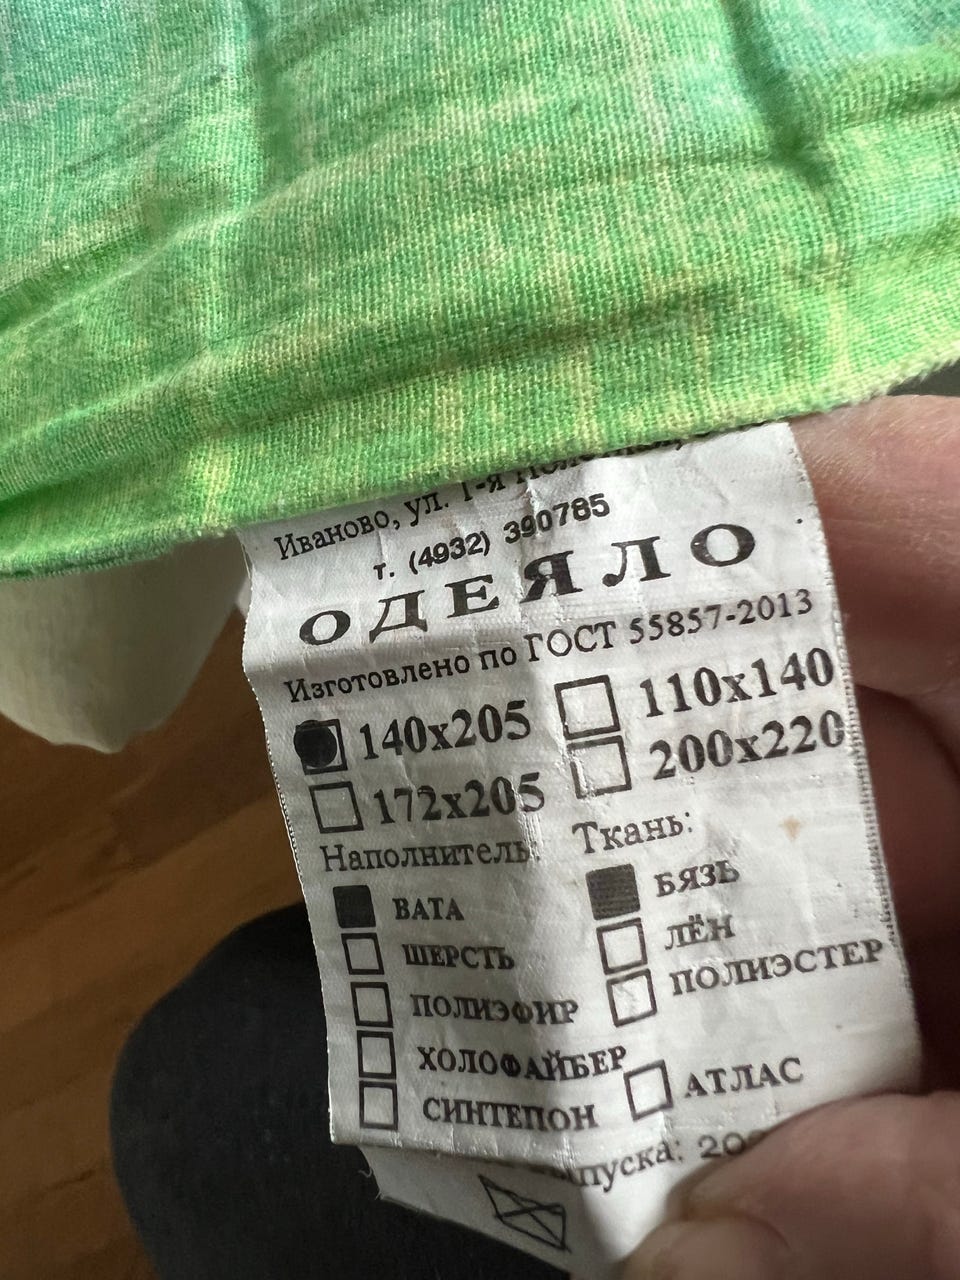 Иваново, ул. 1-я
т. (4932) 390785
ОДЕЯЛО
Изготовлено по ГОСТ 55857-2013
140х205 110х140
172х205 200х220
Наполнитель: Ткань:
ВАТА БЯЗЬ
ШЕРСТЬ ЛЁН
ПОЛИЭФИР ПОЛИЭСТЕР
ХОЛОФАЙБЕР
СИНТЕПОН АТЛАС